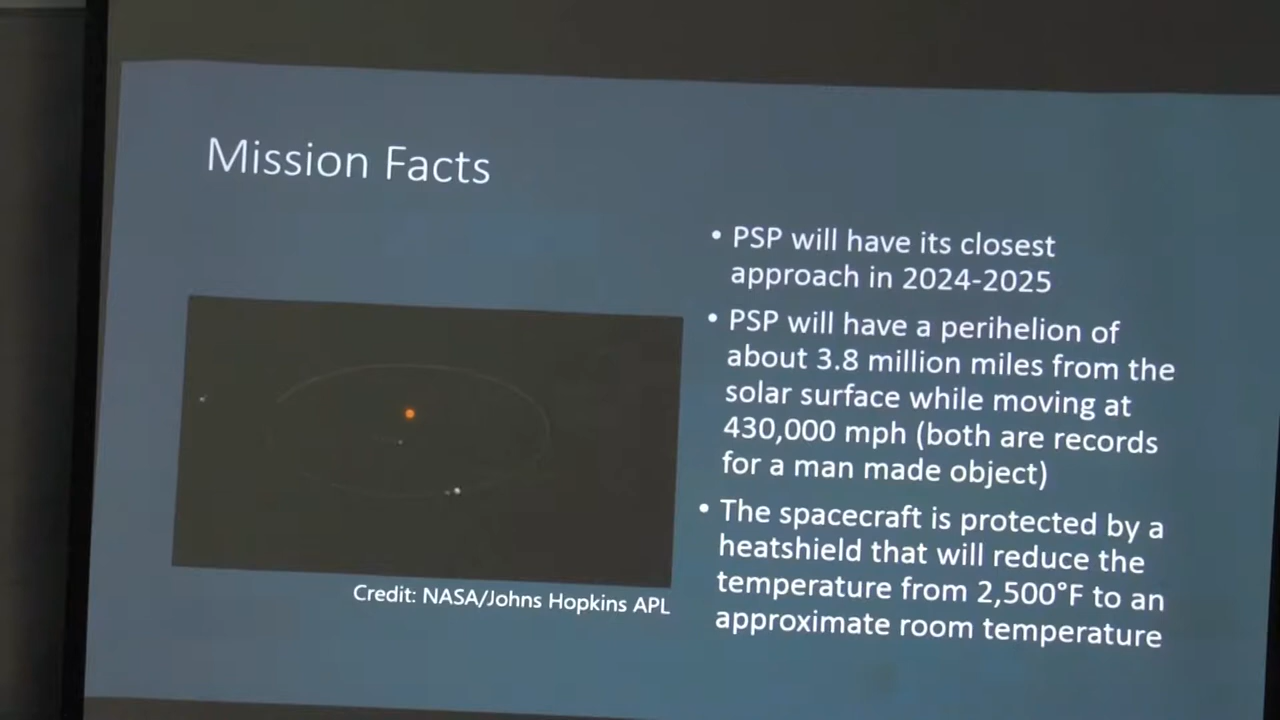 Mission Facts
• PSP will have its closest
approach in 2024-2025
• PSP will have a perihelion of
about 3.8 million miles from the
solar surface while moving at
430,000 mph (both are records
for a man made object)
• The spacecraft is protected by a
heatshield that will reduce the
temperature from 2,500°F to an
approximate room temperature
Credit: NASA/Johns Hopkins APL